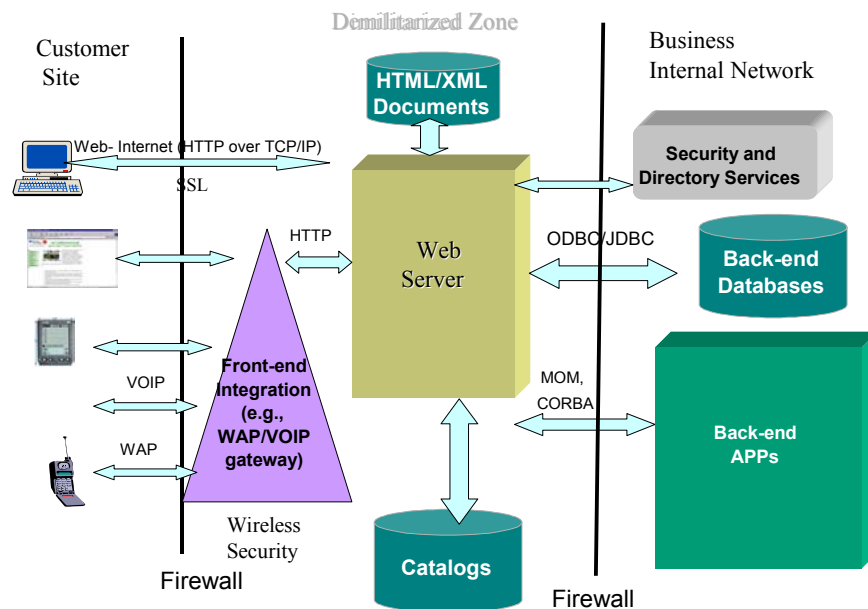 Demilitarized Zone
Customer
Site
Business
Internal Network
HTML/XML
Documents
Web- Internet (HTTP over TCP/IP)
SSL
Security and
Directory Services
HTTP
Web
Server
ODBC/JDBC
Back-end
Databases
Front-end
Integration
(e.g.,
WAP/VOIP
gateway)
VOIP
WAP
MOM,
CORBA
Back-end
APPs
Wireless
Security
Catalogs
Firewall
Firewall